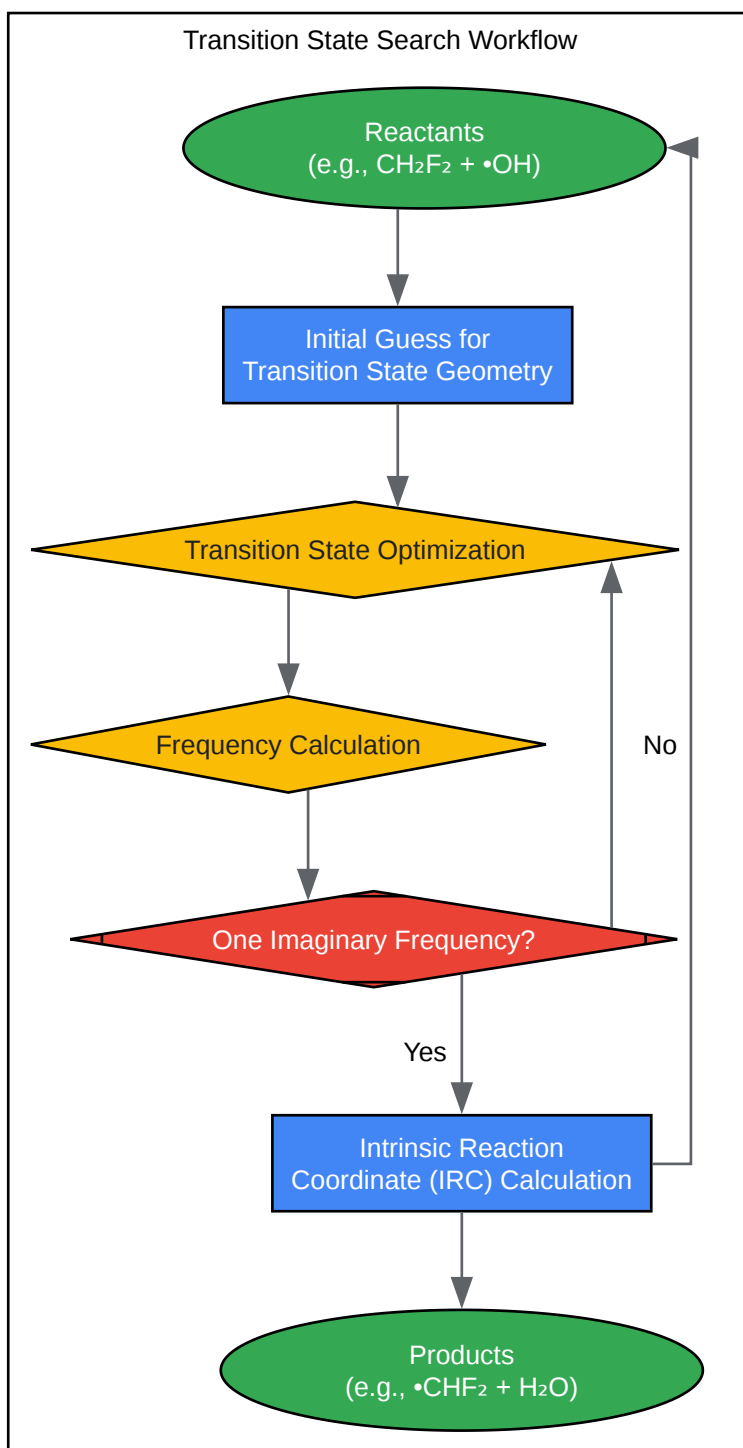 Transition State Search Workflow
Reactants
(e.g., CH₂F₂ + •OH)
Initial Guess for
Transition State Geometry
Transition State Optimization
Frequency Calculation
No
One Imaginary Frequency?
Yes
Intrinsic Reaction
Coordinate (IRC) Calculation
Products
(e.g., •CHF₂ + H₂O)